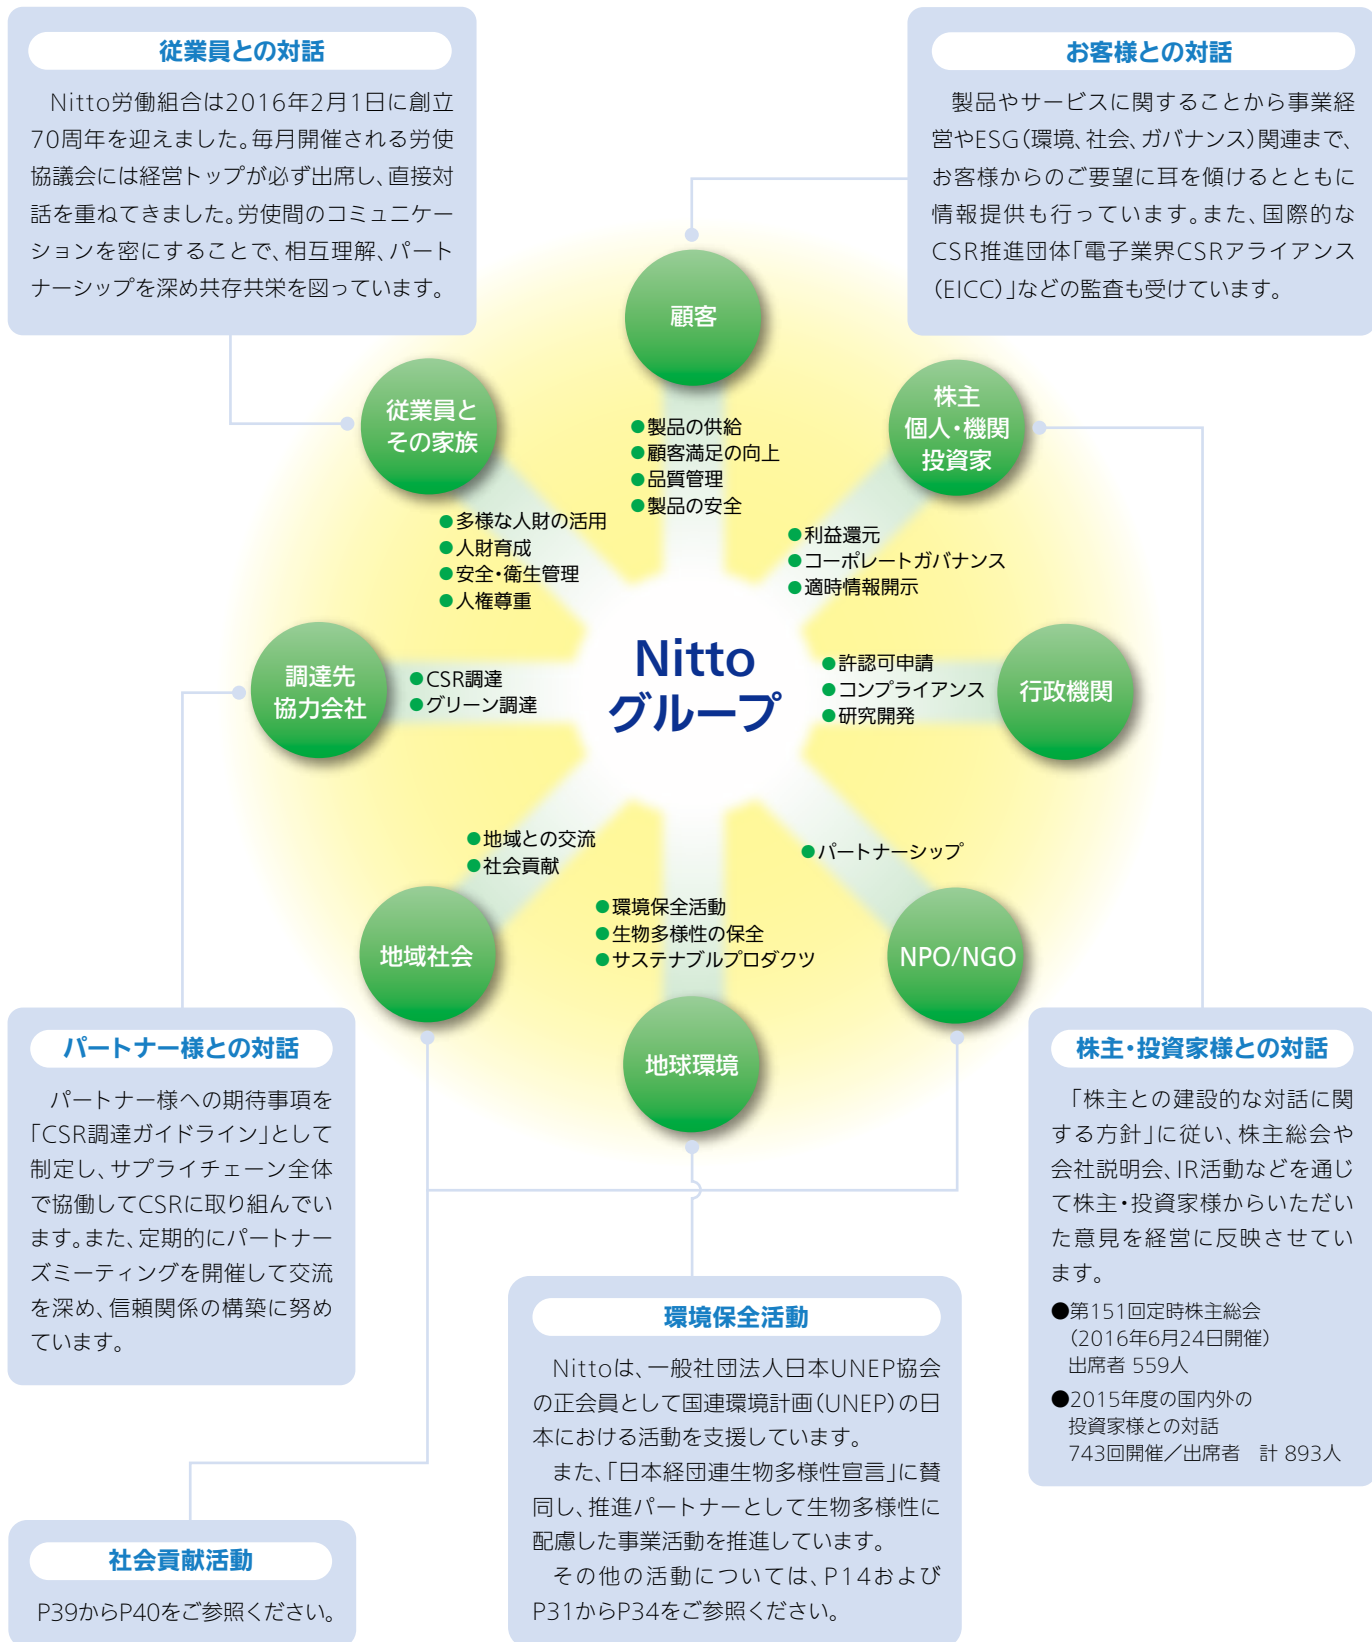 従業員との対話
Nitto労働組合は2016年2月1日に創立
70周年を迎えました。毎月開催される労使
協議会には経営トップが必ず出席し、直接対
話を重ねてきました。労使間のコミュニケー
ションを密にすることで、相互理解、パート
ナーシップを深め共存共栄を図っています。
お客様との対話
製品やサービスに関することから事業経
営やESG（環境、社会、ガバナンス）関連まで、
お客様からのご要望に耳を傾けるとともに
情報提供も行っています。また、国際的な
CSR推進団体「電子業界CSRアライアンス
（EICC）」などの監査も受けています。
顧客
●製品の供給
●顧客満足の向上
●品質管理
●製品の安全
従業員と
その家族
●多様な人財の活用
●人財育成
●安全・衛生管理
●人権尊重
株主
個人・機関
投資家
●利益還元
●コーポレートガバナンス
●適時情報開示
調達先
協力会社
●CSR調達
●グリーン調達
Nitto
グループ
●許認可申請
●コンプライアンス
●研究開発
行政機関
●地域との交流
●社会貢献
地域社会
●環境保全活動
●生物多様性の保全
●サステナブルプロダクツ
地球環境
●パートナーシップ
NPO/NGO
パートナー様との対話
パートナー様への期待事項を
「CSR調達ガイドライン」として
制定し、サプライチェーン全体
で協働してCSRに取り組んでい
ます。また、定期的にパートナー
ズミーティングを開催して交流
を深め、信頼関係の構築に努め
ています。
株主・投資家様との対話
「株主との建設的な対話に関
する方針」に従い、株主総会や
会社説明会、IR活動などを通じ
て株主・投資家様からいただい
た意見を経営に反映させてい
ます。
●第151回定時株主総会
（2016年6月24日開催）
出席者 559人
●2015年度の国内外の
投資家様との対話
743回開催／出席者　計 893人
環境保全活動
Nittoは、一般社団法人日本UNEP協会
の正会員として国連環境計画（UNEP）の日
本における活動を支援しています。
また、「日本経団連生物多様性宣言」に賛
同し、推進パートナーとして生物多様性に
配慮した事業活動を推進しています。
その他の活動については、P14および
P31からP34をご参照ください。
社会貢献活動
P39からP40をご参照ください。